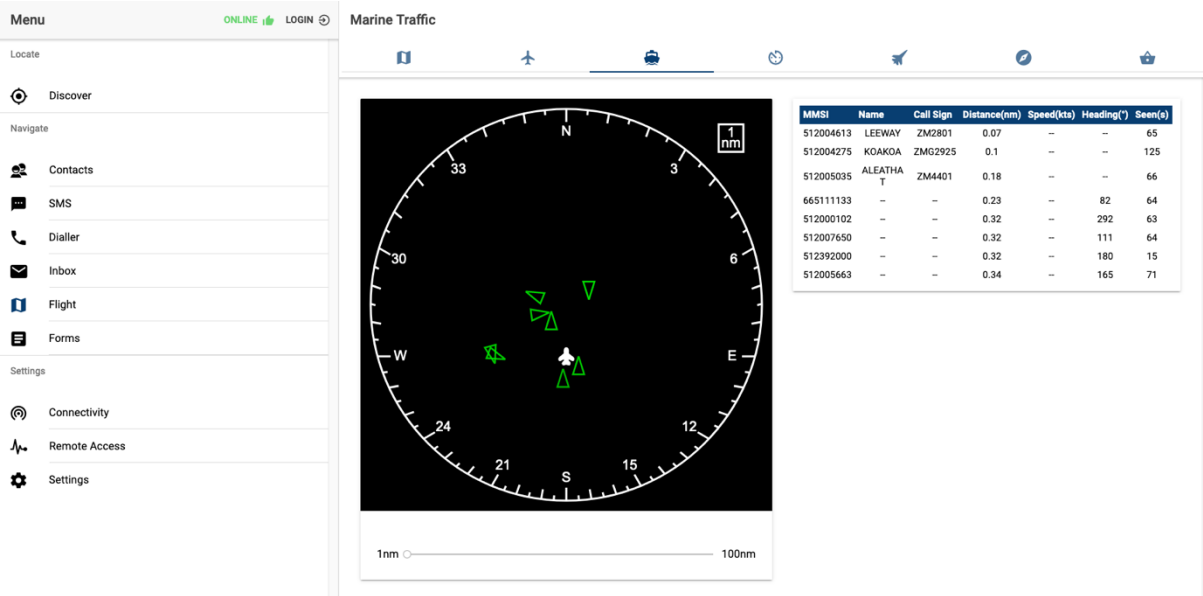 Menu
ONLINE
LOGIN
Locate
Discover
Navigate
Contacts
SMS
Dialler
Inbox
Flight
Forms
Settings
Connectivity
Remote Access
Settings
Marine Traffic
N
1
nm
33
3
30
6
W
E
24
12
21
15
S
1nm
100nm
MMSI Name Call Sign Distance(nm) Speed(kts) Heading(°) Seen(s)
512004613 LEEWAY ZM2801 0.07 -- -- 65
512004275 KOAKOA ZMG2925 0.1 -- -- 125
512005035 ALEATHA T ZM4401 0.18 -- -- 66
665111133 -- -- 0.23 -- 82 64
512000102 -- -- 0.32 -- 292 63
512007650 -- -- 0.32 -- 111 64
512392000 -- -- 0.32 -- 180 15
512005663 -- -- 0.34 -- 165 71